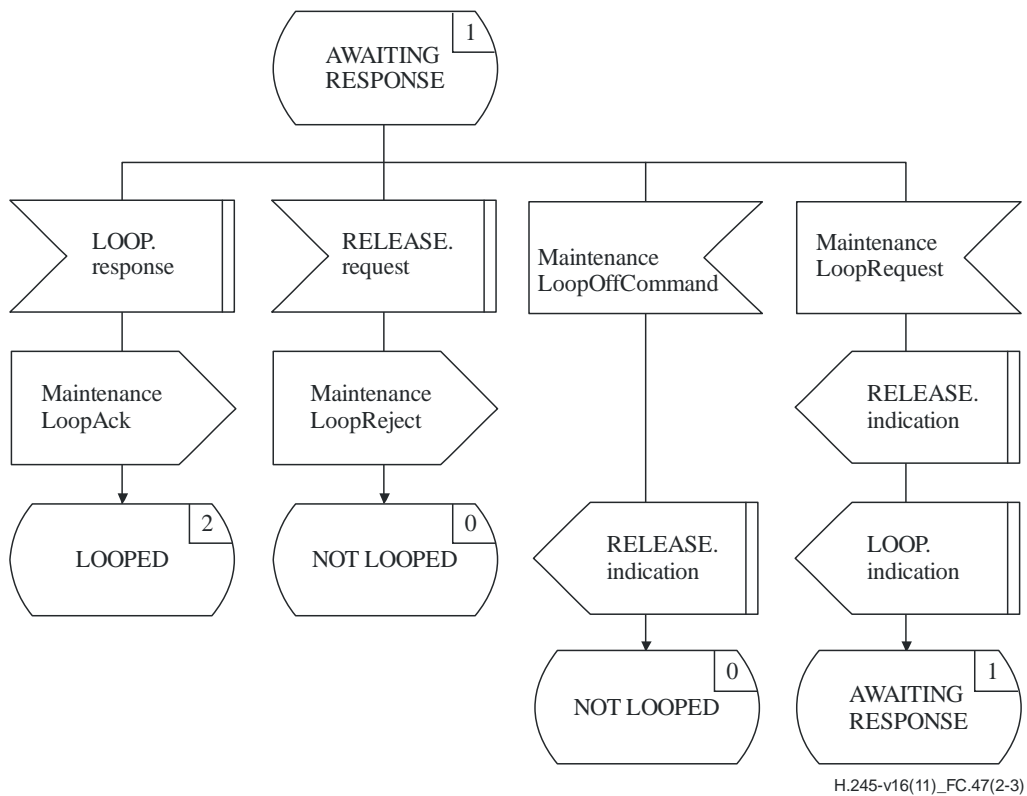 1
AWAITING
RESPONSE
LOOP.
response
RELEASE.
request
Maintenance
LoopOffCommand
Maintenance
LoopRequest
Maintenance
LoopAck
Maintenance
LoopReject
RELEASE.
indication
2
LOOPED
0
NOT LOOPED
RELEASE.
indication
LOOP.
indication
0
NOT LOOPED
1
AWAITING
RESPONSE
H.245-v16(11)_FC.47(2-3)